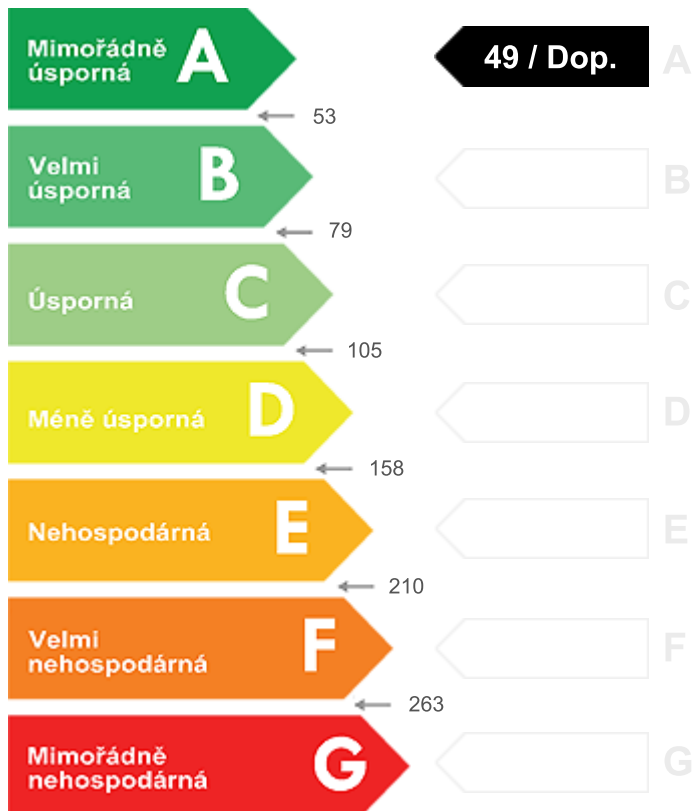 Mimořádně
úsporná
A
49 / Dop.
A
53
Velmi
úsporná
B
B
79
Úsporná
C
C
105
Méně úsporná
D
D
158
Nehospodárná
E
E
210
Velmi
nehospodárná
F
F
263
Mimořádně
nehospodárná
G
G